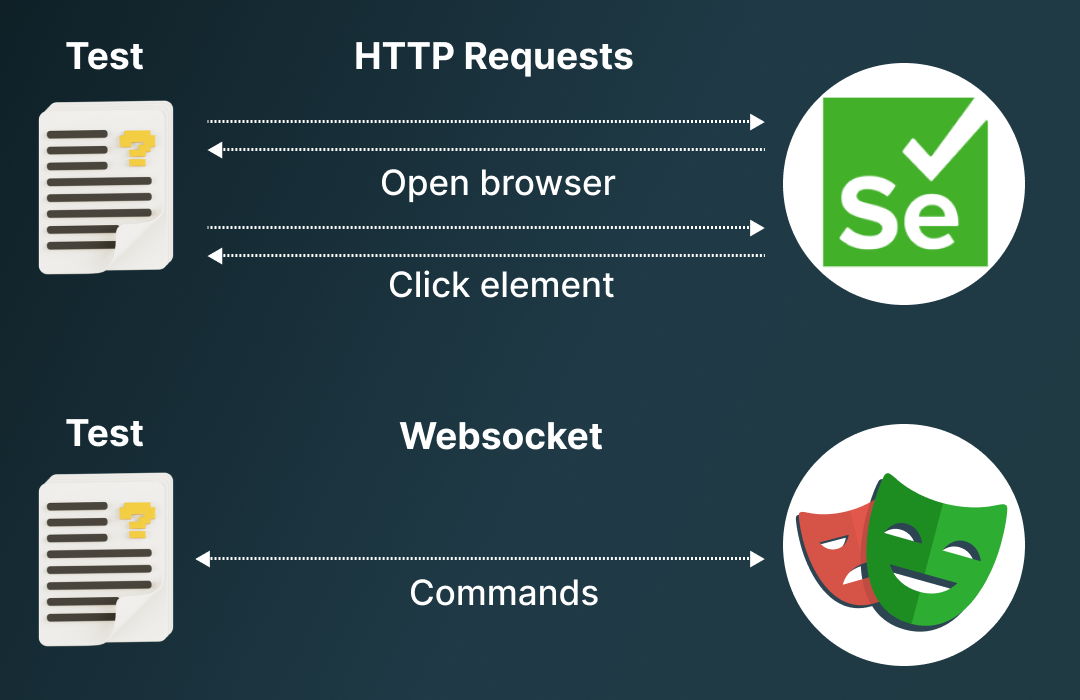 Test
HTTP Requests
?
Open browser
Se
Click element
Test
Websocket
?
Commands